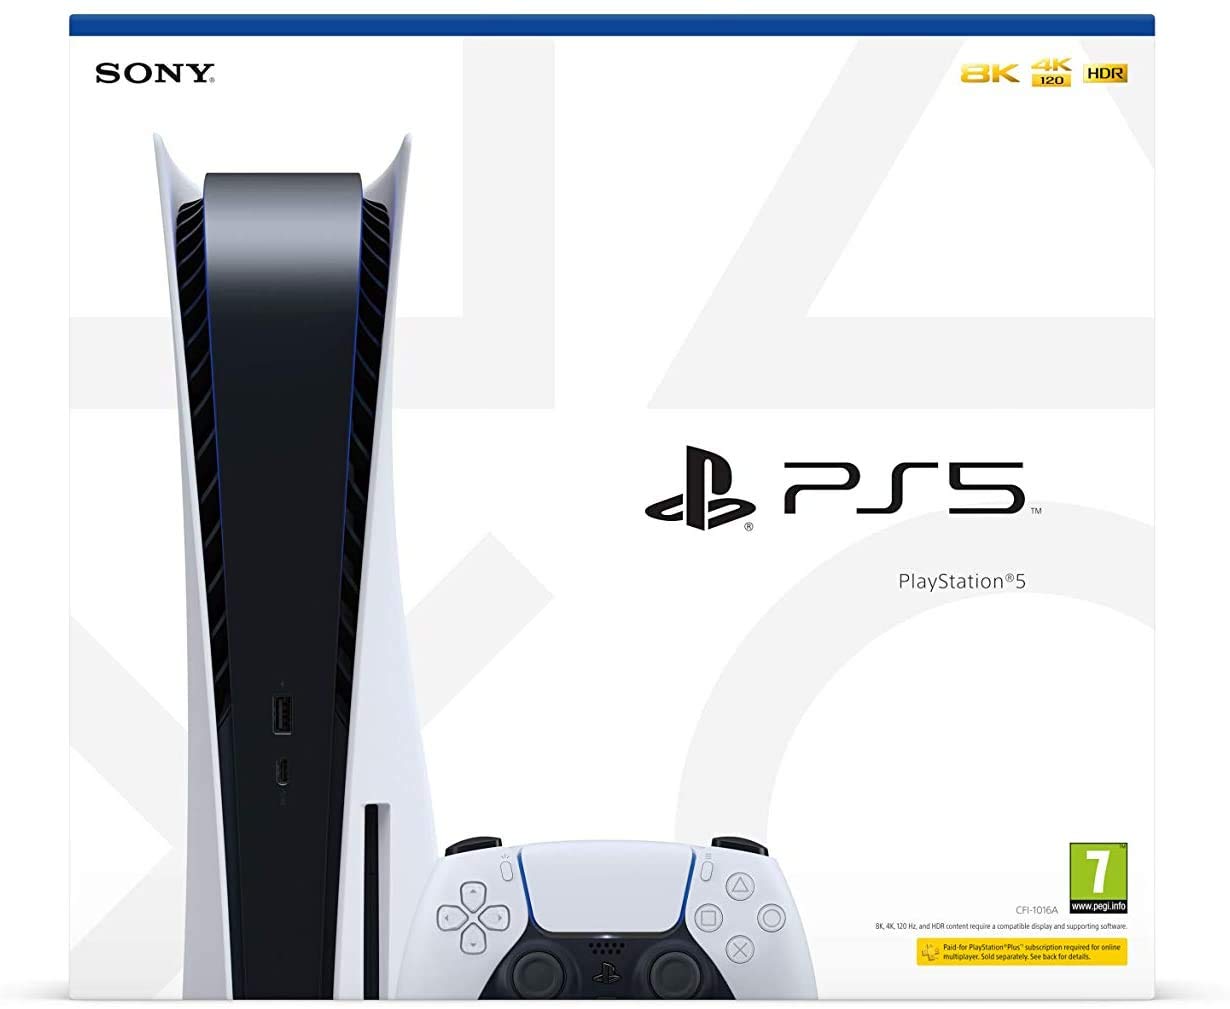 SONY®
8K 4K 120 HDR
PS5™
®
PlayStation®5
7
™
www.pegi.info
CFI-1016A
8K, 4K, 120 Hz, and HDR content require a compatible display and supporting software.
Paid-for PlayStation®Plus™ subscription required for online
multiplayer. Sold separately. See back for details.